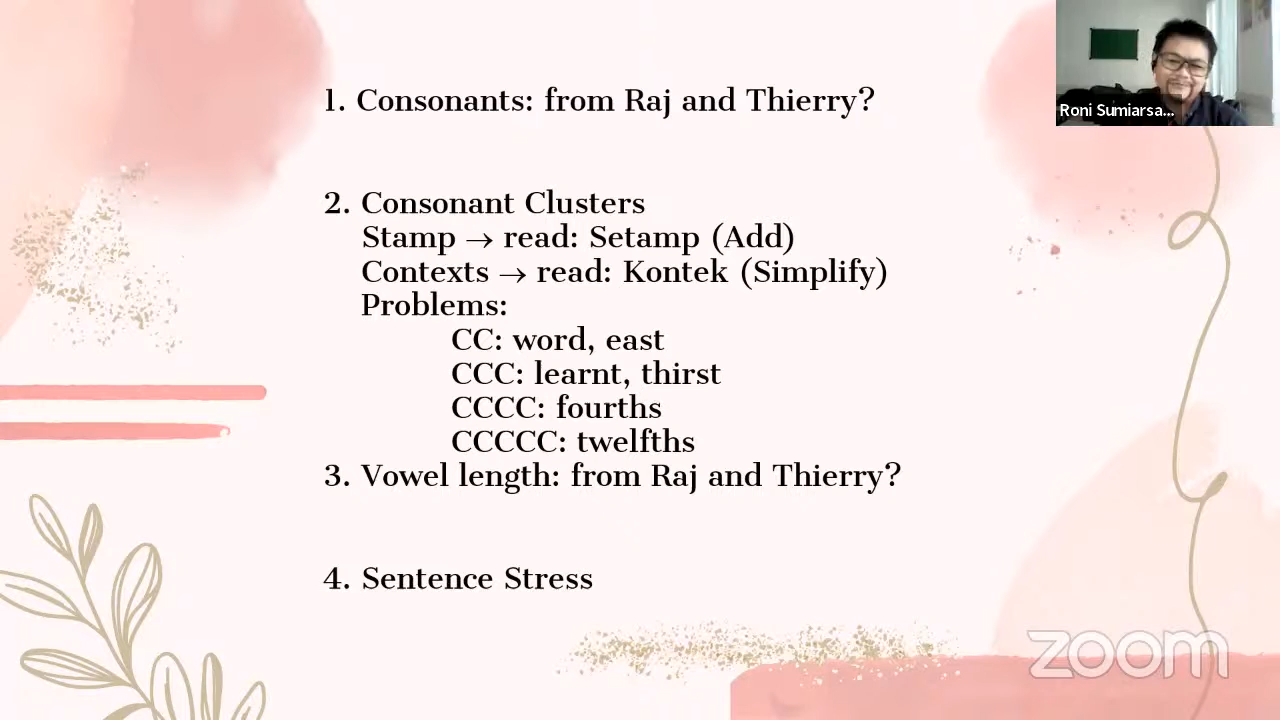 1. Consonants: from Raj and Thierry?
2. Consonant Clusters
Stamp → read: Setamp (Add)
Contexts → read: Kontek (Simplify)
Problems:
CC: word, east
CCC: learnt, thirst
CCCC: fourths
CCCCC: twelfths
3. Vowel length: from Raj and Thierry?
4. Sentence Stress
Roni Sumiarsa...
zoom